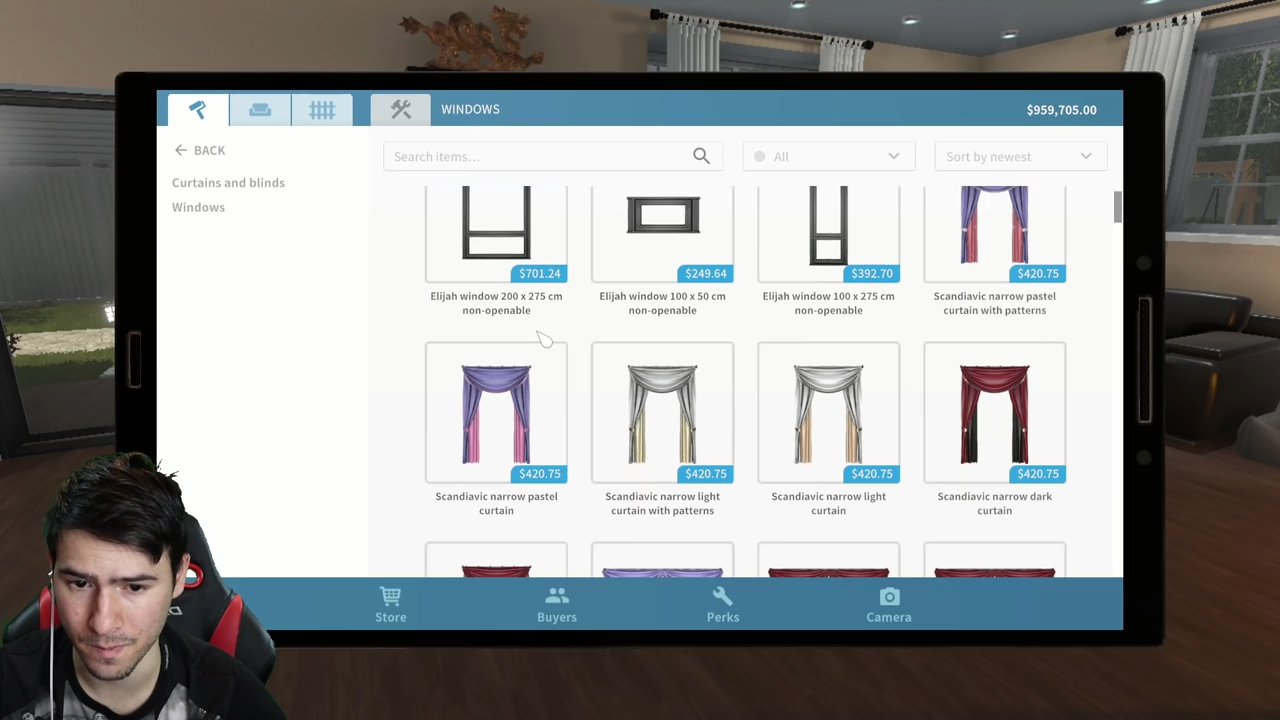 WINDOWS
$959,705.00
BACK
Search items...
All
Sort by newest
Curtains and blinds
Windows
$701.24
$249.64
$392.70
$420.75
Elijah window 200 x 275 cm
non-openable
Elijah window 100 x 50 cm
non-openable
Elijah window 100 x 275 cm
non-openable
Scandiavic narrow pastel
curtain with patterns
$420.75
$420.75
$420.75
$420.75
Scandiavic narrow pastel
curtain
Scandiavic narrow light
curtain with patterns
Scandiavic narrow light
curtain
Scandiavic narrow dark
curtain
Store
Buyers
Perks
Camera